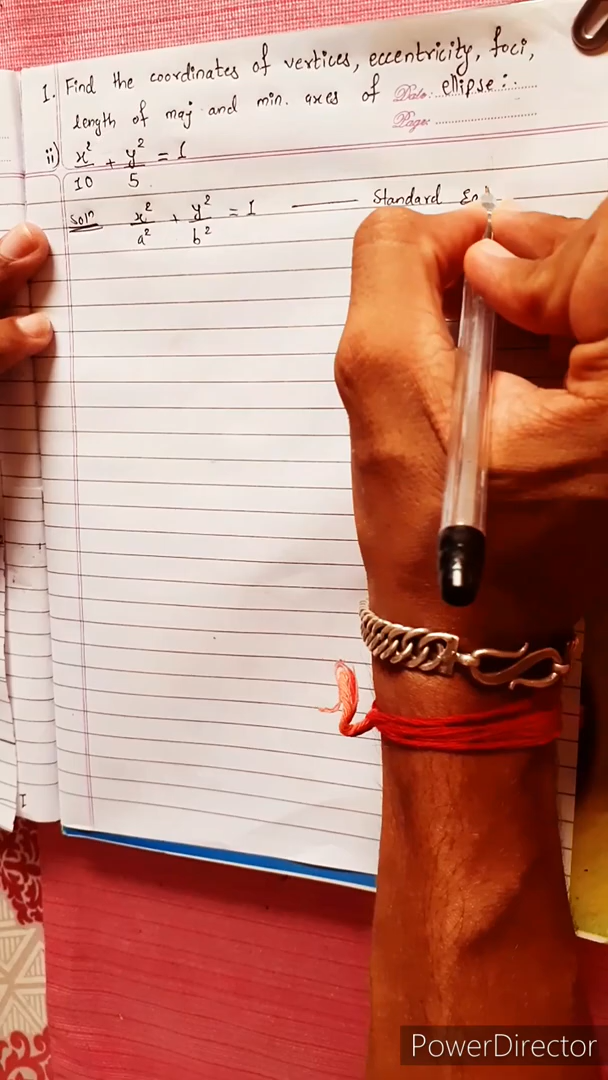 1. Find the coordinates of vertices, eccentricity, foci,
length of maj and min. axes of ellipse :.
Date:
Page:
ii) x²/10 + y²/5 = 1
Soln x²/a² + y²/b² = 1 ——— Standard
PowerDirector